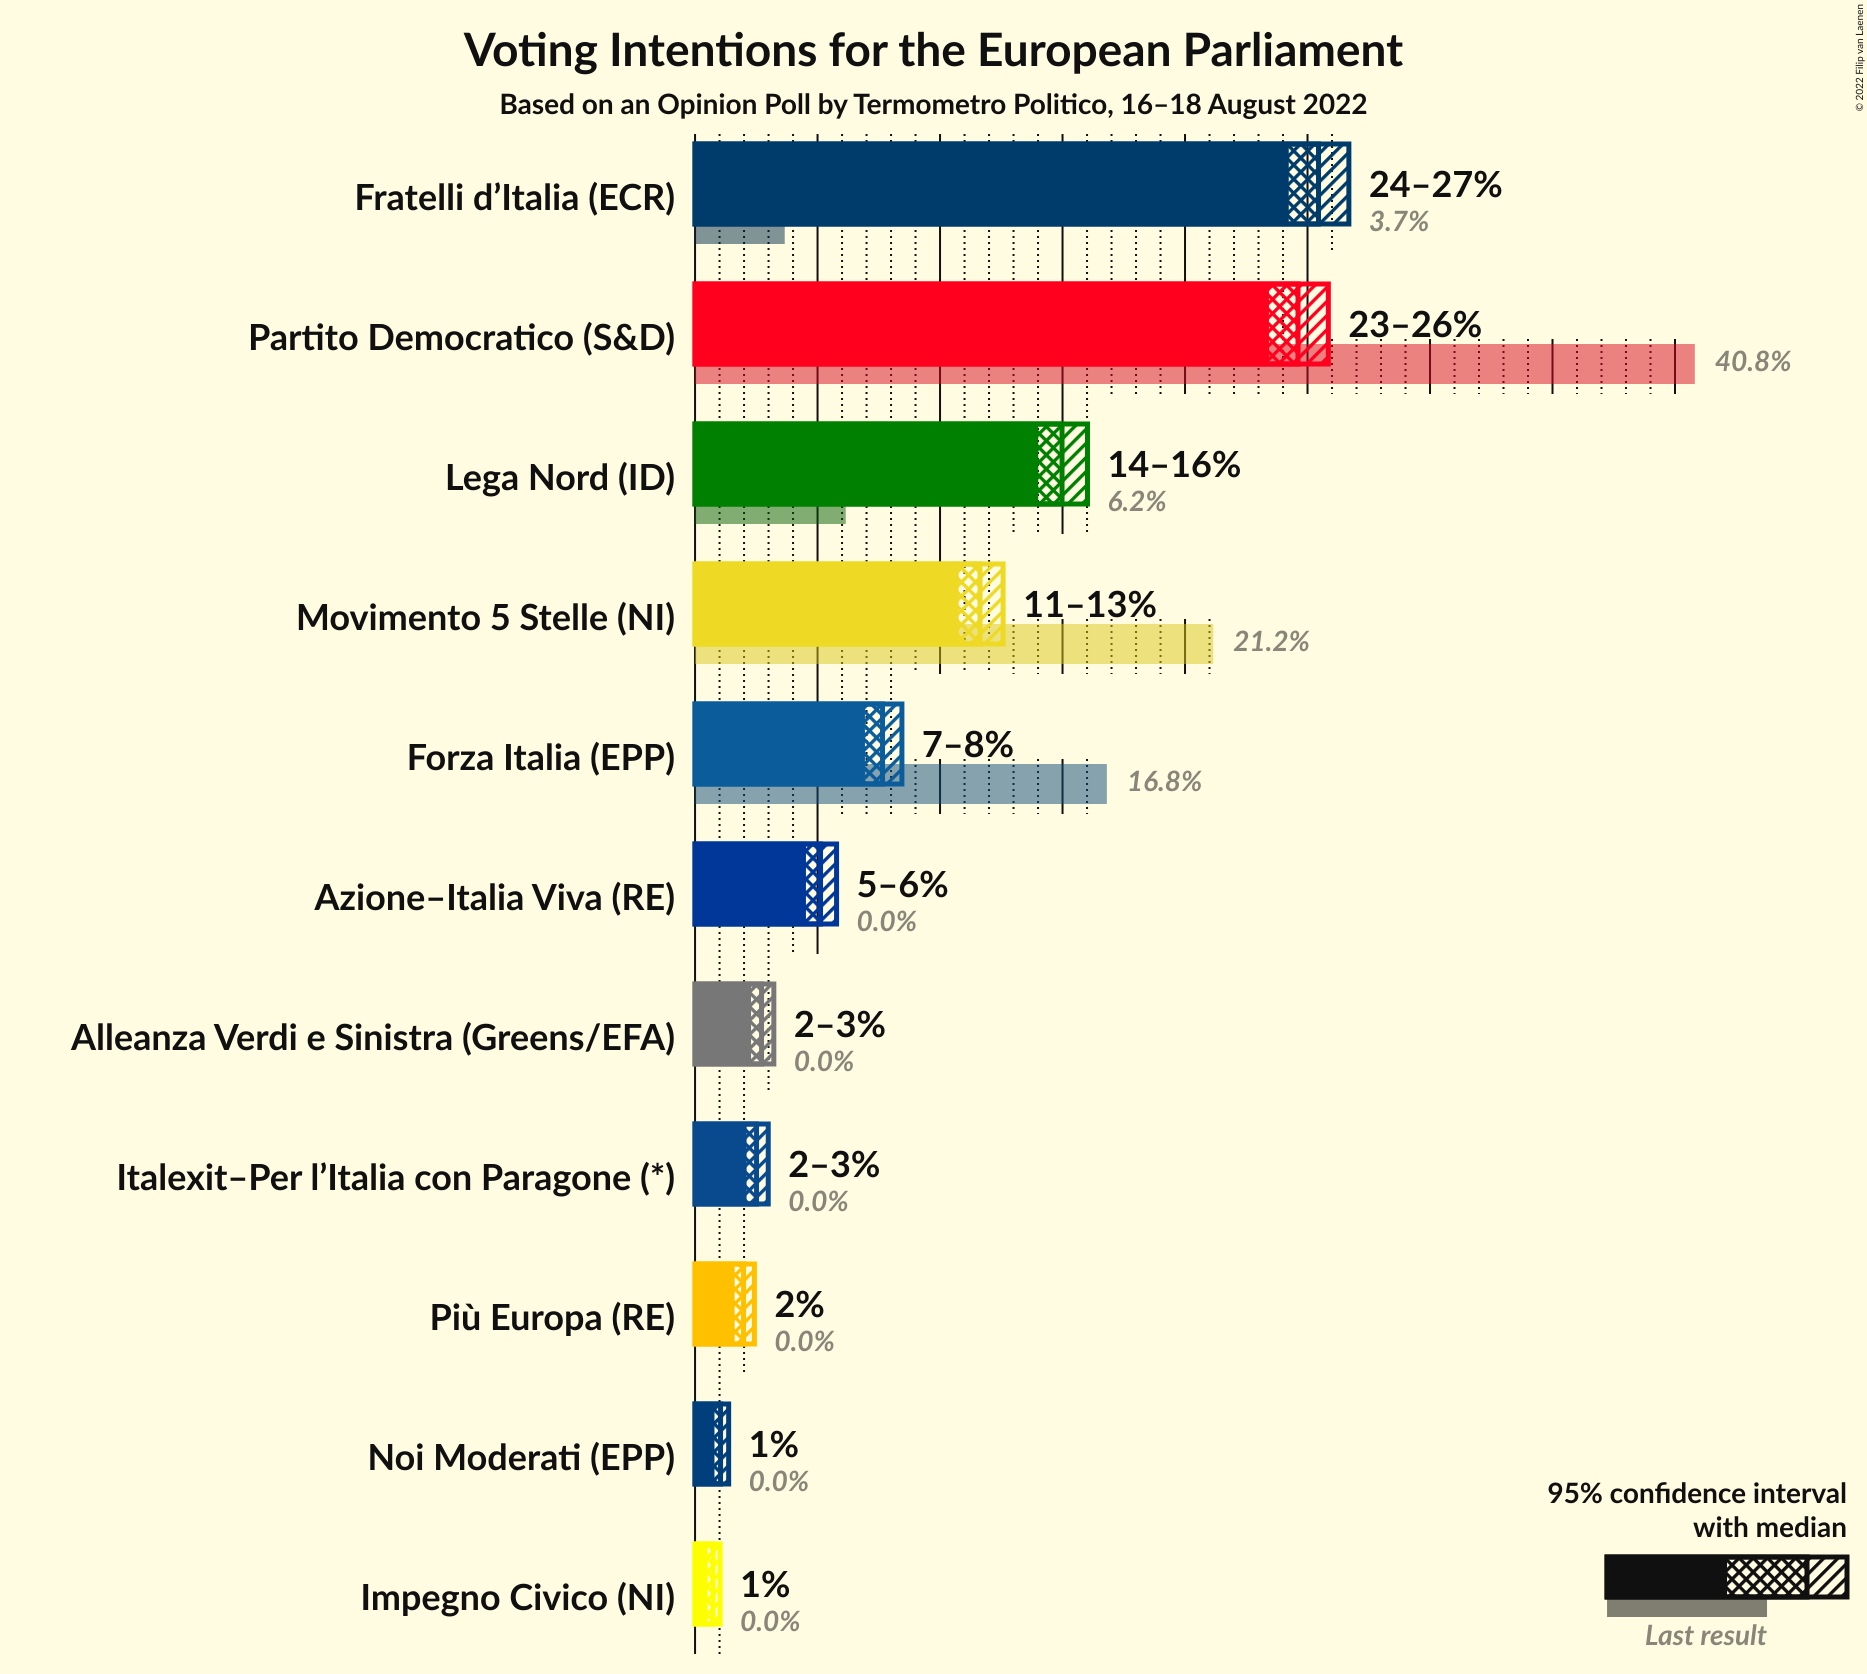 Voting Intentions for the European Parliament
Based on an Opinion Poll by Termometro Politico, 16–18 August 2022
© 2022 Filip van Laenen
Fratelli d’Italia (ECR)
24–27%
3.7%
Partito Democratico (S&D)
23–26%
40.8%
Lega Nord (ID)
14–16%
6.2%
Movimento 5 Stelle (NI)
11–13%
21.2%
Forza Italia (EPP)
7–8%
16.8%
Azione–Italia Viva (RE)
5–6%
0.0%
Alleanza Verdi e Sinistra (Greens/EFA)
2–3%
0.0%
Italexit–Per l’Italia con Paragone (*)
2–3%
0.0%
Più Europa (RE)
2%
0.0%
Noi Moderati (EPP)
1%
0.0%
Impegno Civico (NI)
1%
0.0%
95% confidence interval
with median
Last result